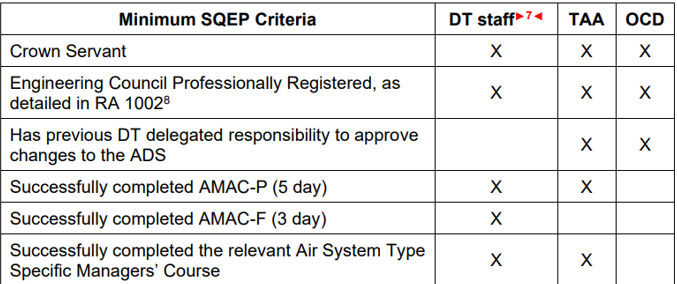 Minimum SQEP Criteria DT staff►7◄ TAA OCD
Crown Servant X X X
Engineering Council Professionally Registered, as
detailed in RA 1002⁸ X X X
Has previous DT delegated responsibility to approve
changes to the ADS X X
Successfully completed AMAC-P (5 day) X X
Successfully completed AMAC-F (3 day) X
Successfully completed the relevant Air System Type
Specific Managers’ Course X X